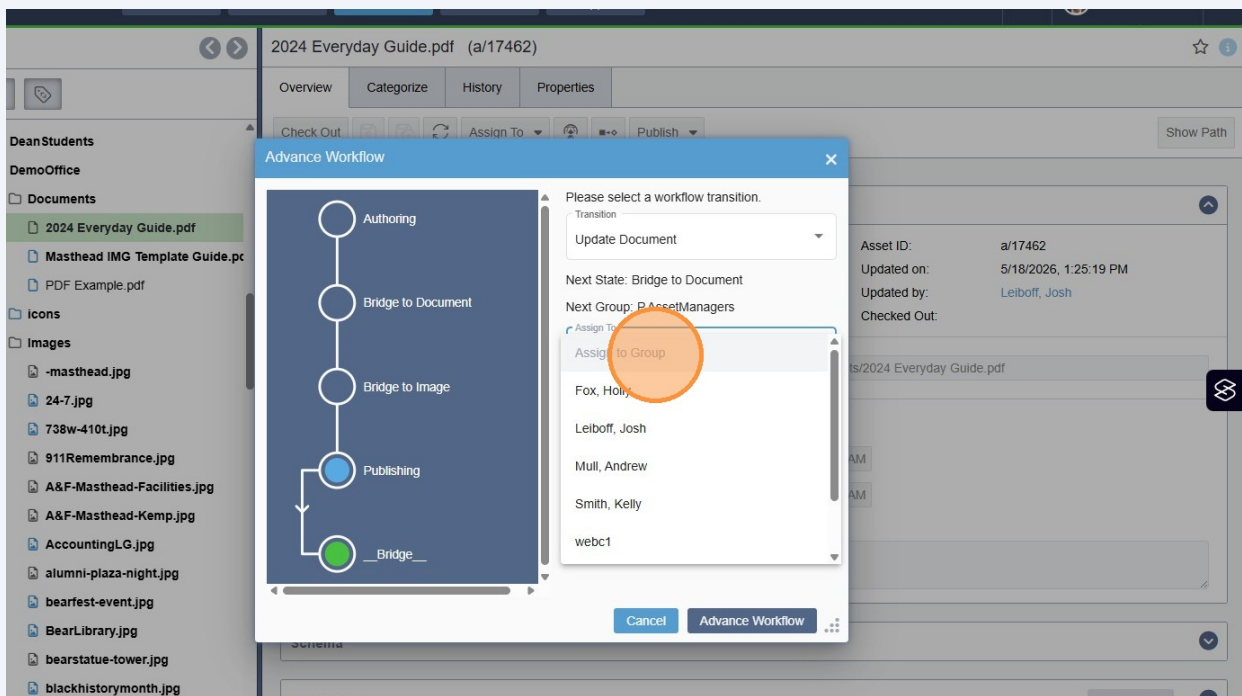 2024 Everyday Guide.pdf (a/17462)
Overview
Categorize
History
Properties
Check Out
Assign To
Publish
Show Path
DeanStudents
DemoOffice
Documents
2024 Everyday Guide.pdf
Masthead IMG Template Guide.pc
PDF Example.pdf
icons
Images
-masthead.jpg
24-7.jpg
738w-410t.jpg
911Remembrance.jpg
A&F-Masthead-Facilities.jpg
A&F-Masthead-Kemp.jpg
AccountingLG.jpg
alumni-plaza-night.jpg
bearfest-event.jpg
BearLibrary.jpg
bearstatue-tower.jpg
blackhistorymonth.jpg
Advance Workflow
Authoring
Bridge to Document
Bridge to Image
Publishing
__Bridge__
Please select a workflow transition.
Transition
Update Document
Next State: Bridge to Document
Next Group: P.AssetManagers
Assign To
Assign to Group
Fox, Holly
Leiboff, Josh
Mull, Andrew
Smith, Kelly
webc1
Cancel
Advance Workflow
Asset ID: a/17462
Updated on: 5/18/2026, 1:25:19 PM
Updated by: Leiboff, Josh
Checked Out:
ts/2024 Everyday Guide.pdf
AM
AM
Schema